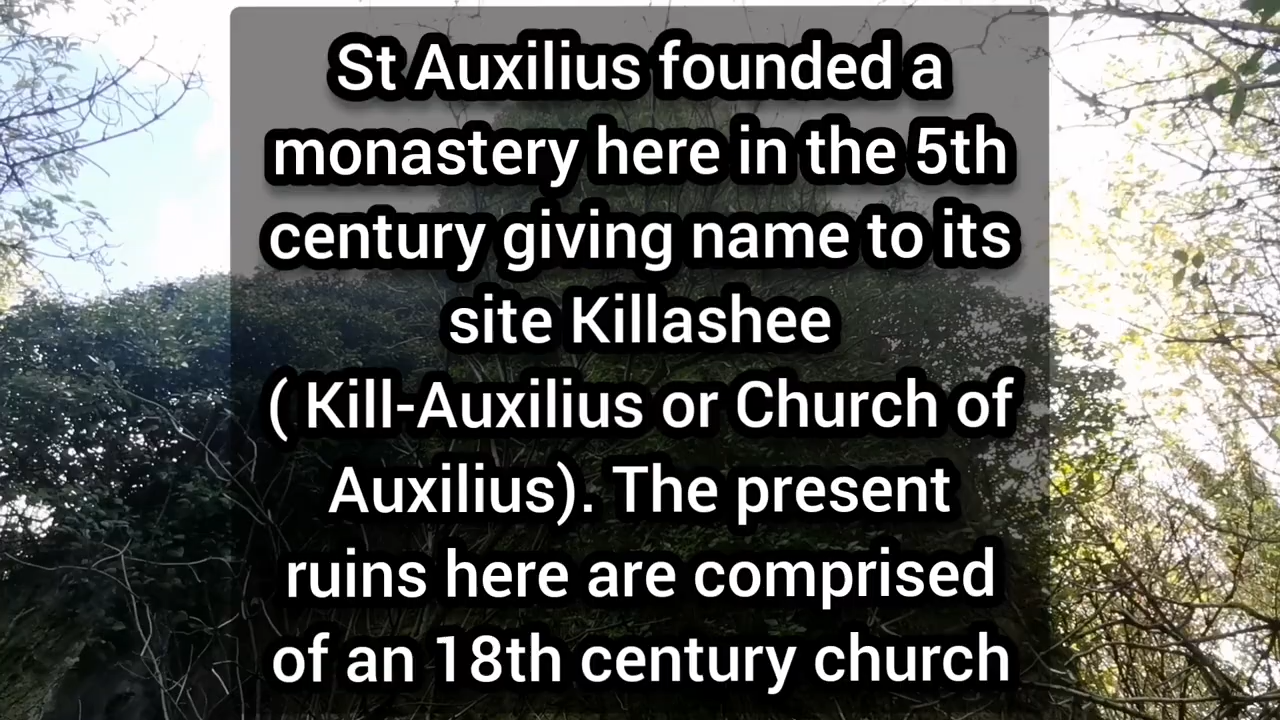 St Auxilius founded a
monastery here in the 5th
century giving name to its
site Killashee
( Kill-Auxilius or Church of
Auxilius). The present
ruins here are comprised
of an 18th century church